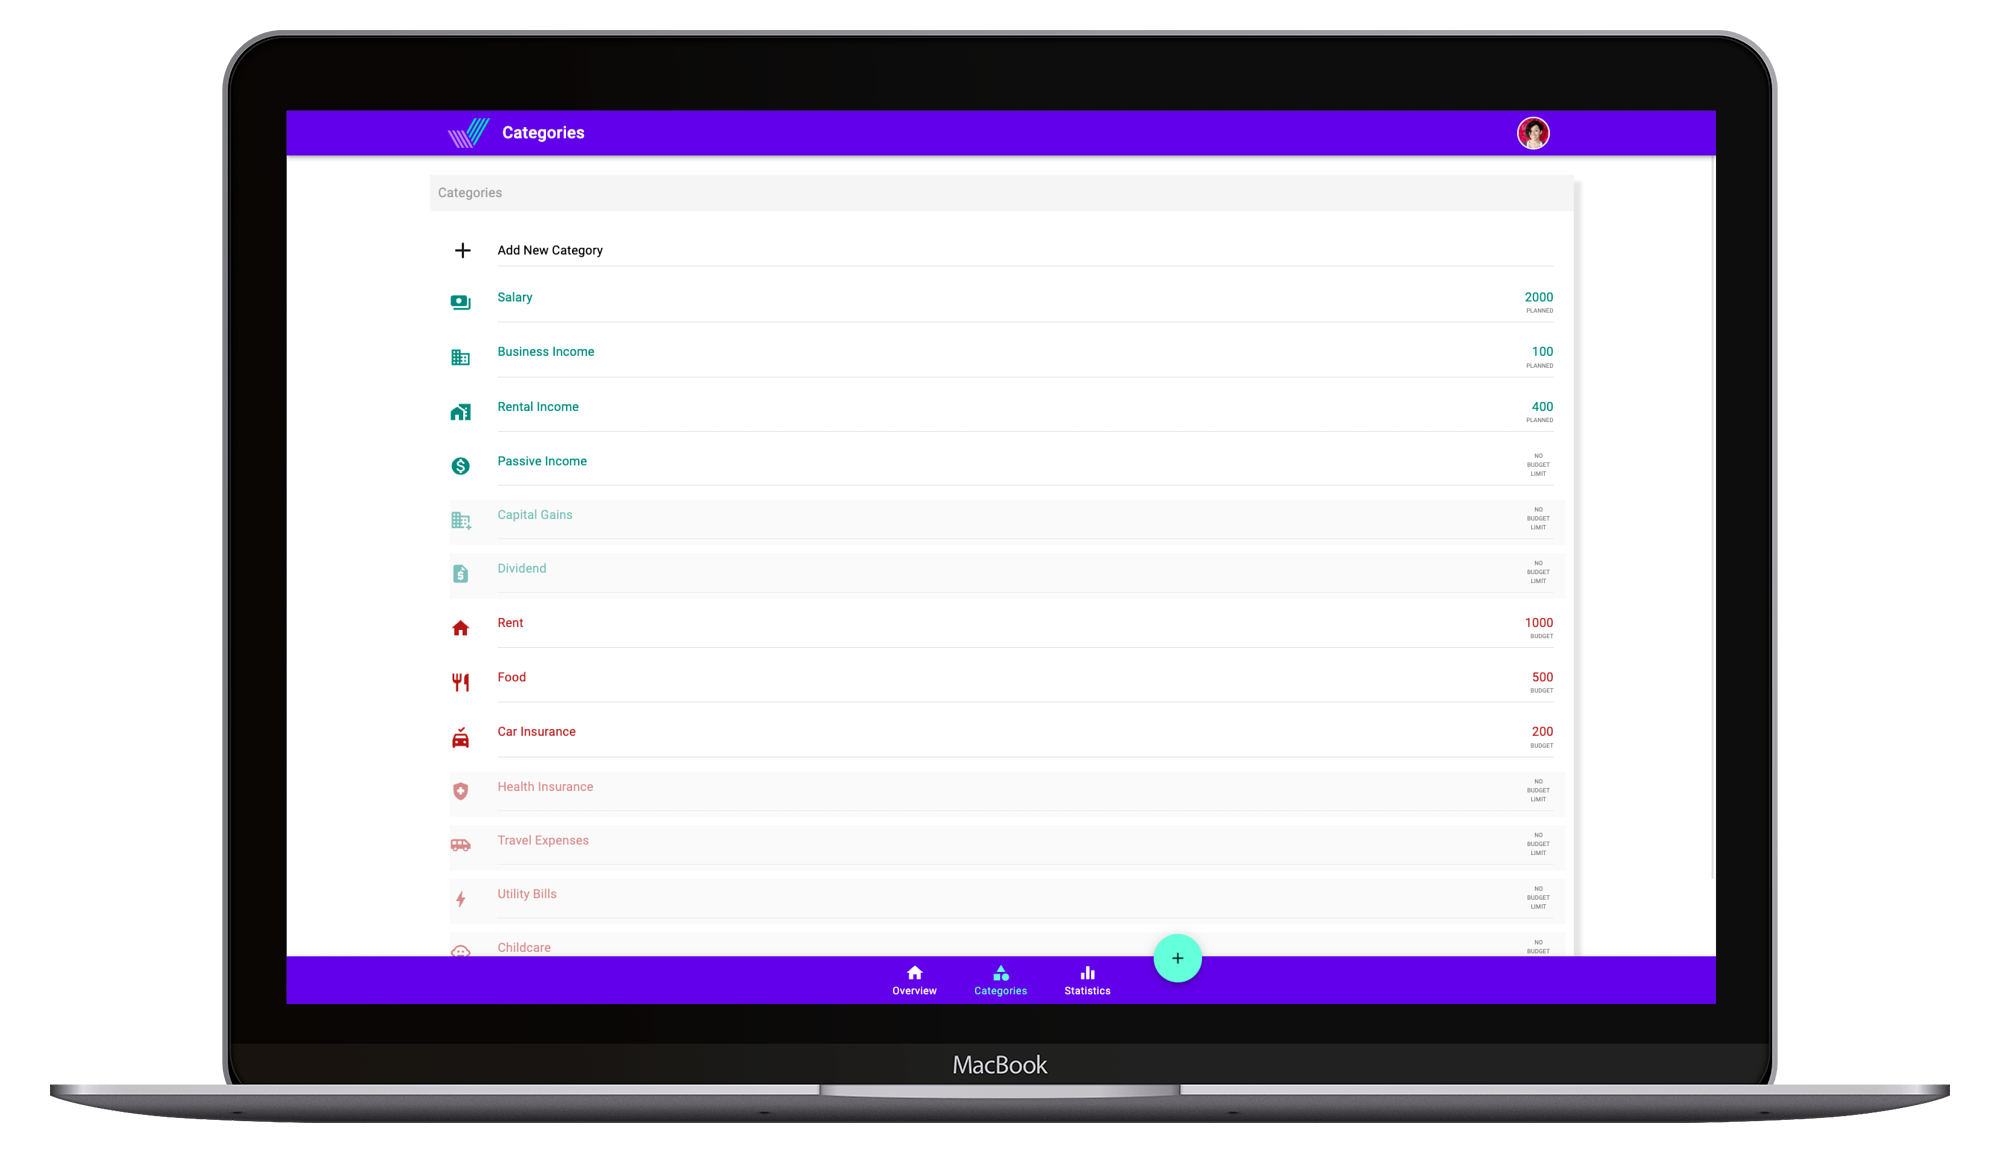 Categories
Categories
Add New Category
Salary
2000
PLANNED
Business Income
100
PLANNED
Rental Income
400
PLANNED
Passive Income
NO
BUDGET
LIMIT
Capital Gains
NO
BUDGET
LIMIT
Dividend
NO
BUDGET
LIMIT
Rent
1000
BUDGET
Food
500
BUDGET
Car Insurance
200
BUDGET
Health Insurance
NO
BUDGET
LIMIT
Travel Expenses
NO
BUDGET
LIMIT
Utility Bills
NO
BUDGET
LIMIT
Childcare
NO
BUDGET
Overview
Categories
Statistics
MacBook